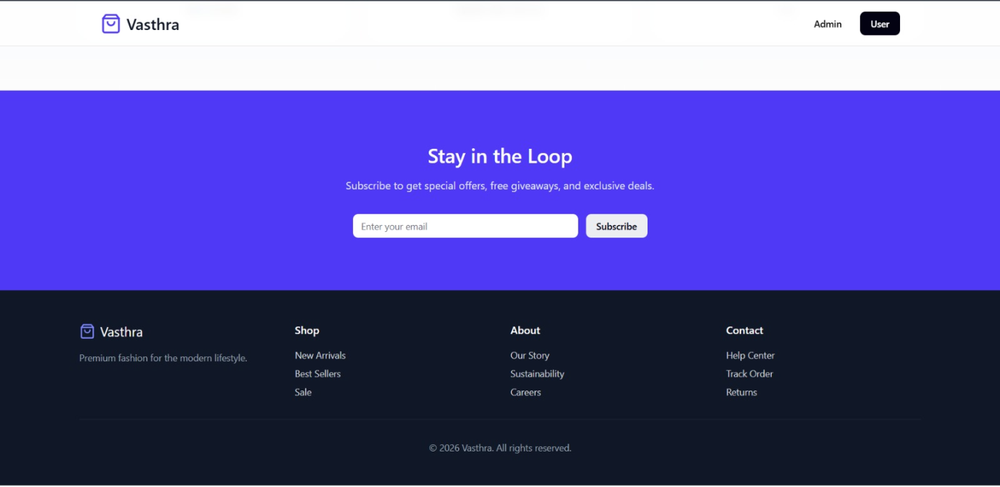 Vasthra
Admin
User
Stay in the Loop
Subscribe to get special offers, free giveaways, and exclusive deals.
Enter your email
Subscribe
Vasthra
Premium fashion for the modern lifestyle.
Shop
New Arrivals
Best Sellers
Sale
About
Our Story
Sustainability
Careers
Contact
Help Center
Track Order
Returns
© 2026 Vasthra. All rights reserved.